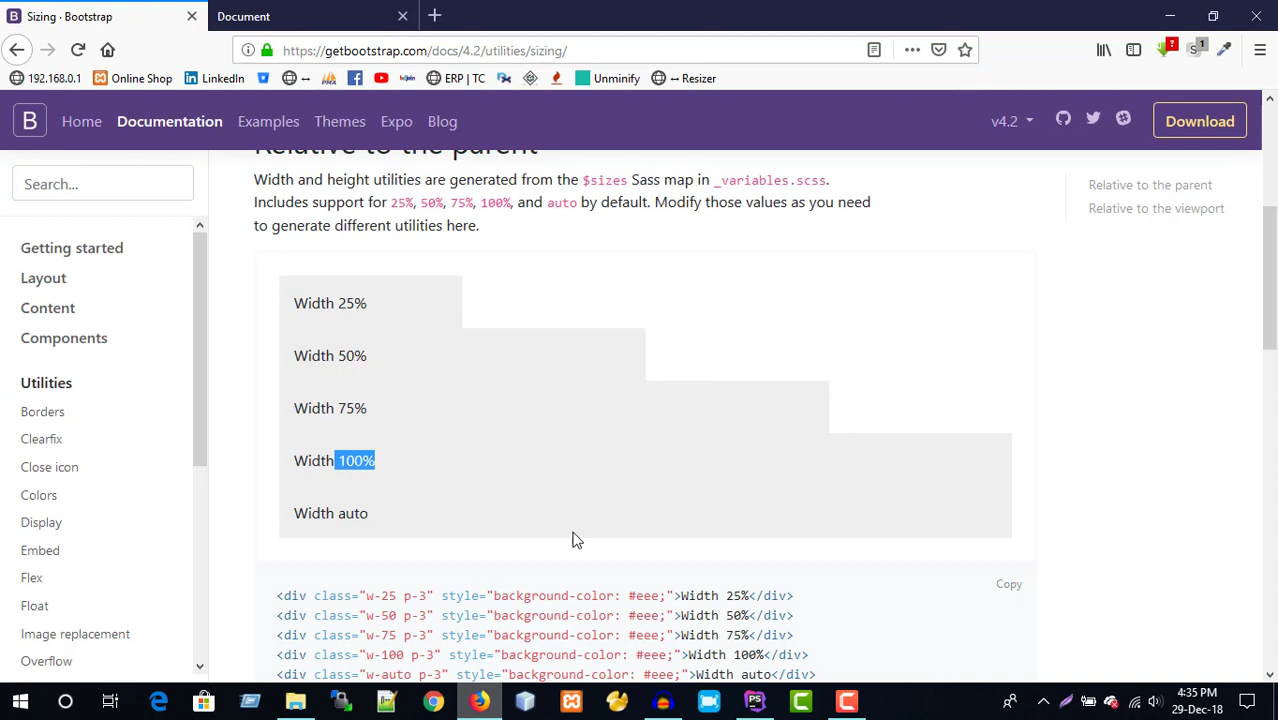 Sizing · Bootstrap
Document
https://getbootstrap.com/docs/4.2/utilities/sizing/
192.168.0.1 Online Shop LinkedIn ERP | TC Unminify ↔ Resizer
B Home Documentation Examples Themes Expo Blog v4.2 Download
Search...
Getting started
Layout
Content
Components
Utilities
Borders
Clearfix
Close icon
Colors
Display
Embed
Flex
Float
Image replacement
Overflow
Relative to the parent
Width and height utilities are generated from the $sizes Sass map in _variables.scss.
Includes support for 25%, 50%, 75%, 100%, and auto by default. Modify those values as you need
to generate different utilities here.
Width 25%
Width 50%
Width 75%
Width 100%
Width auto
Copy
<div class="w-25 p-3" style="background-color: #eee;">Width 25%</div>
<div class="w-50 p-3" style="background-color: #eee;">Width 50%</div>
<div class="w-75 p-3" style="background-color: #eee;">Width 75%</div>
<div class="w-100 p-3" style="background-color: #eee;">Width 100%</div>
<div class="w-auto p-3" style="background-color: #eee;">Width auto</div>
Relative to the parent
Relative to the viewport
4:35 PM
29-Dec-18